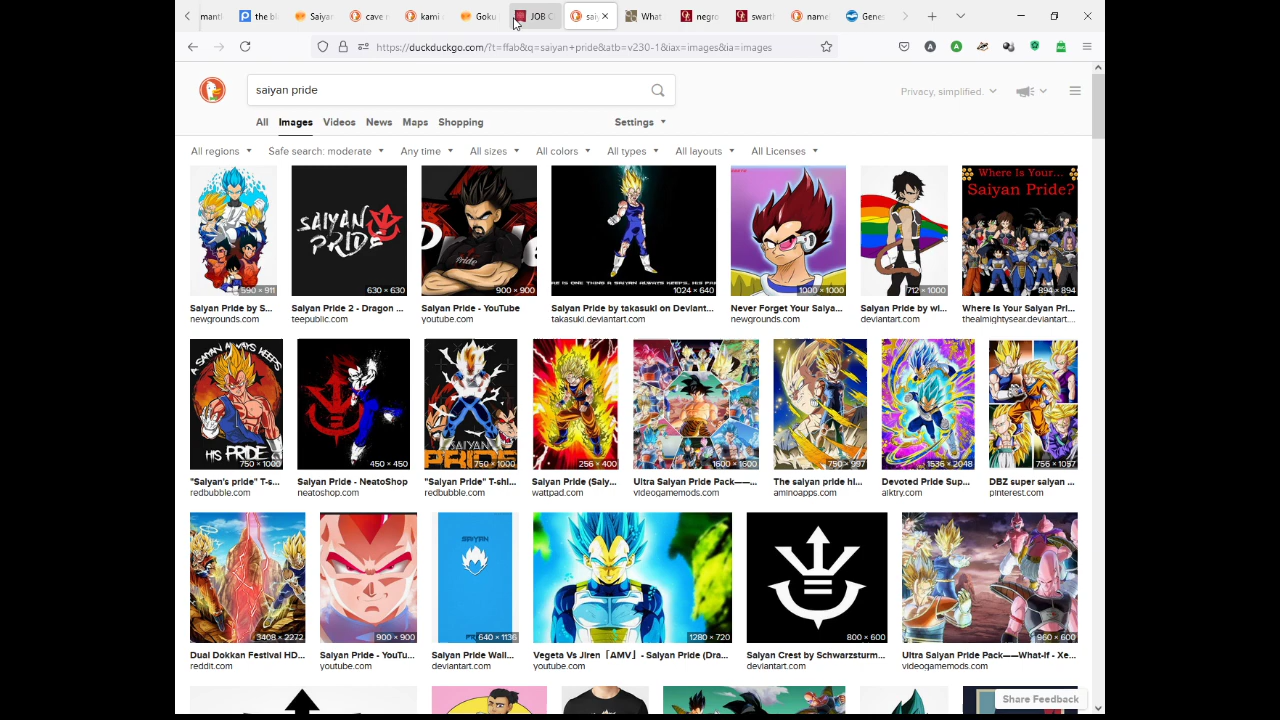 mantl
the bl
Saiyar
cave r
kami
Goku
JOB C
saiy
What
negro
swart
namel
Genes
https://duckduckgo.com/?t=ffab&q=saiyan+pride&atb=v230-1&iax=images&ia=images
saiyan pride
Privacy, simplified.
All Images Videos News Maps Shopping Settings
All regions Safe search: moderate Any time All sizes All colors All types All layouts All Licenses
SAIYAN PRIDE
Pride
Where Is Your...
Saiyan Pride?
590 × 911
630 × 630
900 × 900
1024 × 640
1000 × 1000
712 × 1000
894 × 894
Saiyan Pride by S...
newgrounds.com
Saiyan Pride 2 - Dragon ...
teepublic.com
Saiyan Pride - YouTube
youtube.com
Saiyan Pride by takasuki on Deviant...
takasuki.deviantart.com
Never Forget Your Saiya...
newgrounds.com
Saiyan Pride by wi...
deviantart.com
Where Is Your Saiyan Pri...
thealmightysear.deviantart....
A SAIYAN ALWAYS KEEPS
HIS PRIDE
SAIYAN
PRIDE
750 × 1000
450 × 450
750 × 1000
256 × 400
1600 × 1600
750 × 997
1536 × 2048
756 × 1057
"Saiyan's pride" T-s...
redbubble.com
Saiyan Pride - NeatoShop
neatoshop.com
"Saiyan Pride" T-shi...
redbubble.com
Saiyan Pride (Saiy...
wattpad.com
Ultra Saiyan Pride Pack——...
videogamemods.com
The saiyan pride hi...
aminoapps.com
Devoted Pride Sup...
aiktry.com
DBZ super saiyan ...
pinterest.com
SAIYAN
3408 × 2272
900 × 900
640 × 1136
1280 × 720
800 × 600
960 × 600
Dual Dokkan Festival HD...
reddit.com
Saiyan Pride - YouTu...
youtube.com
Saiyan Pride Wall...
deviantart.com
Vegeta Vs Jiren「AMV」 - Saiyan Pride (Dra...
youtube.com
Saiyan Crest by Schwarzsturm...
deviantart.com
Ultra Saiyan Pride Pack——What-if - Xe...
videogamemods.com
Share Feedback